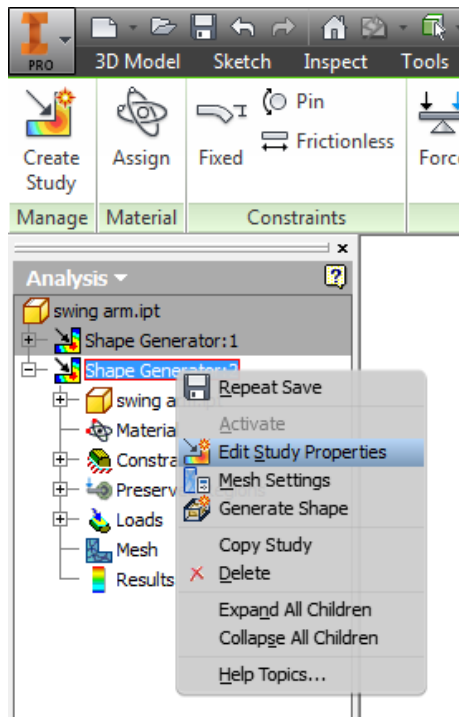 PRO
3D Model Sketch Inspect Tools
Create Study
Assign
Fixed
Pin
Frictionless
Forc
Manage Material Constraints
Analysis
swing arm.ipt
Shape Generator:1
Shape Generator:2
swing a
Materia
Constra
Preserv
Loads
Mesh
Results
Repeat Save
Activate
Edit Study Properties
Mesh Settings
Generate Shape
Copy Study
Delete
Expand All Children
Collapse All Children
Help Topics...